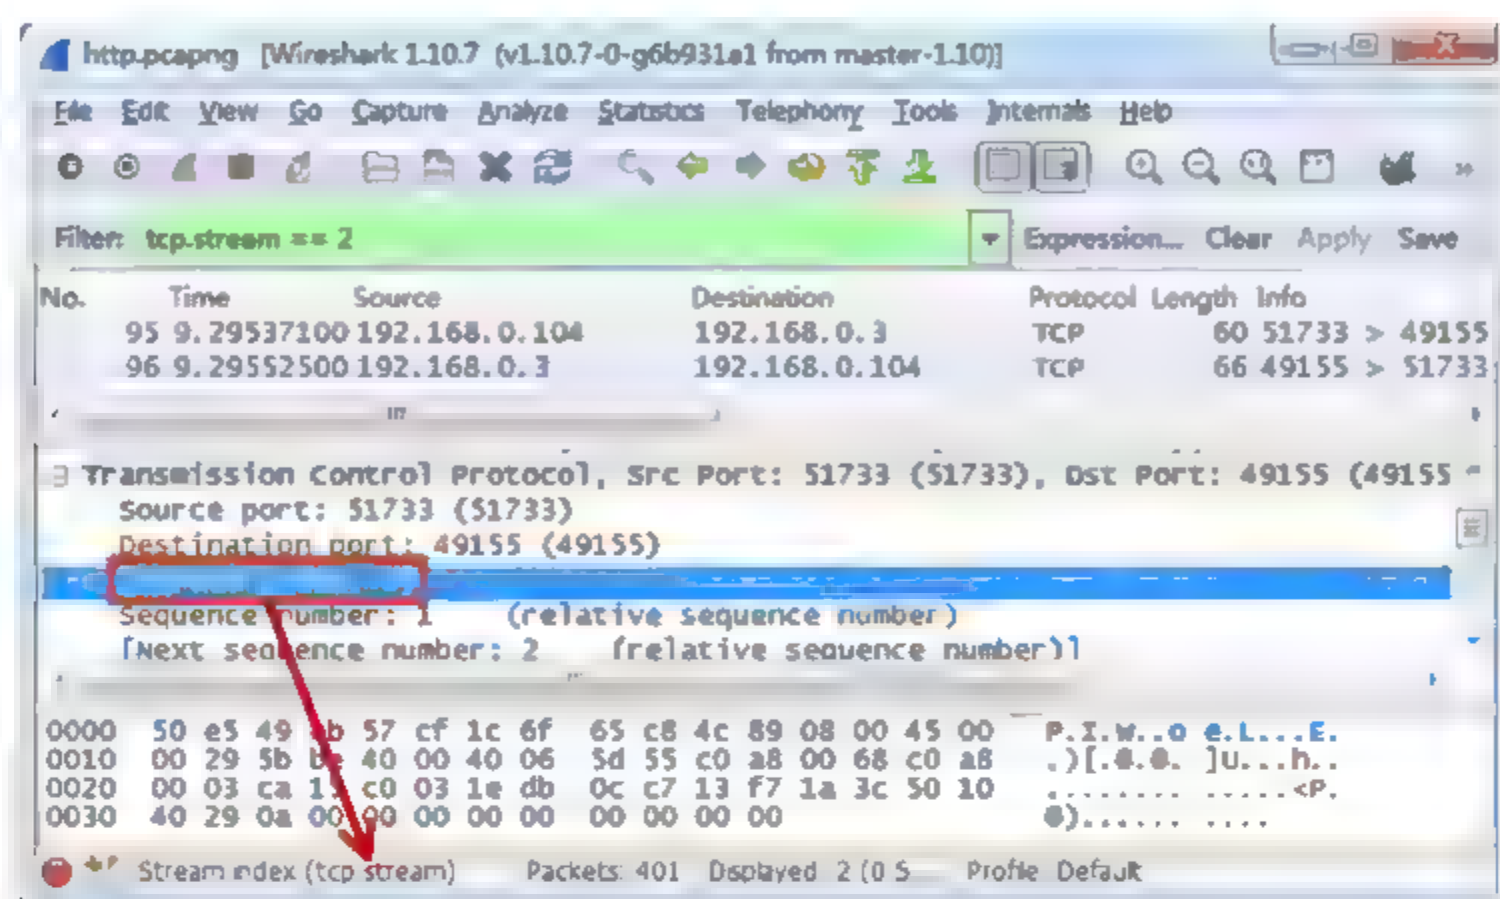 http.pcapng [Wireshark 1.10.7 (v1.10.7-0-g6b931a1 from master-1.10)]
File Edit View Go Capture Analyze Statistics Telephony Tools Internals Help
Filter: tcp.stream == 2 Expression... Clear Apply Save
No. Time Source Destination Protocol Length Info
95 9.29537100 192.168.0.104 192.168.0.3 TCP 60 51733 > 49155
96 9.29552500 192.168.0.3 192.168.0.104 TCP 66 49155 > 51733
Transmission Control Protocol, Src Port: 51733 (51733), Dst Port: 49155 (49155
Source port: 51733 (51733)
Destination port: 49155 (49155)
Sequence number: 1 (relative sequence number)
[Next sequence number: 2 (relative sequence number)]
0000 50 e5 49 57 cf 1c 6f 65 c8 4c 89 08 00 45 00 P.I.W..o e.L...E.
0010 00 29 5b be 40 00 40 06 5d 55 c0 a8 00 68 c0 a8 .)[.@.@. ]U...h..
0020 00 03 ca c0 03 1e db 0c c7 13 f7 1a 3c 50 10 ........ .....<P.
0030 40 29 0a 00 00 00 00 00 00 00 00 00 @)...... ....
Stream index (tcp stream) Packets: 401 Displayed: 2 (0.5 Profile: Default